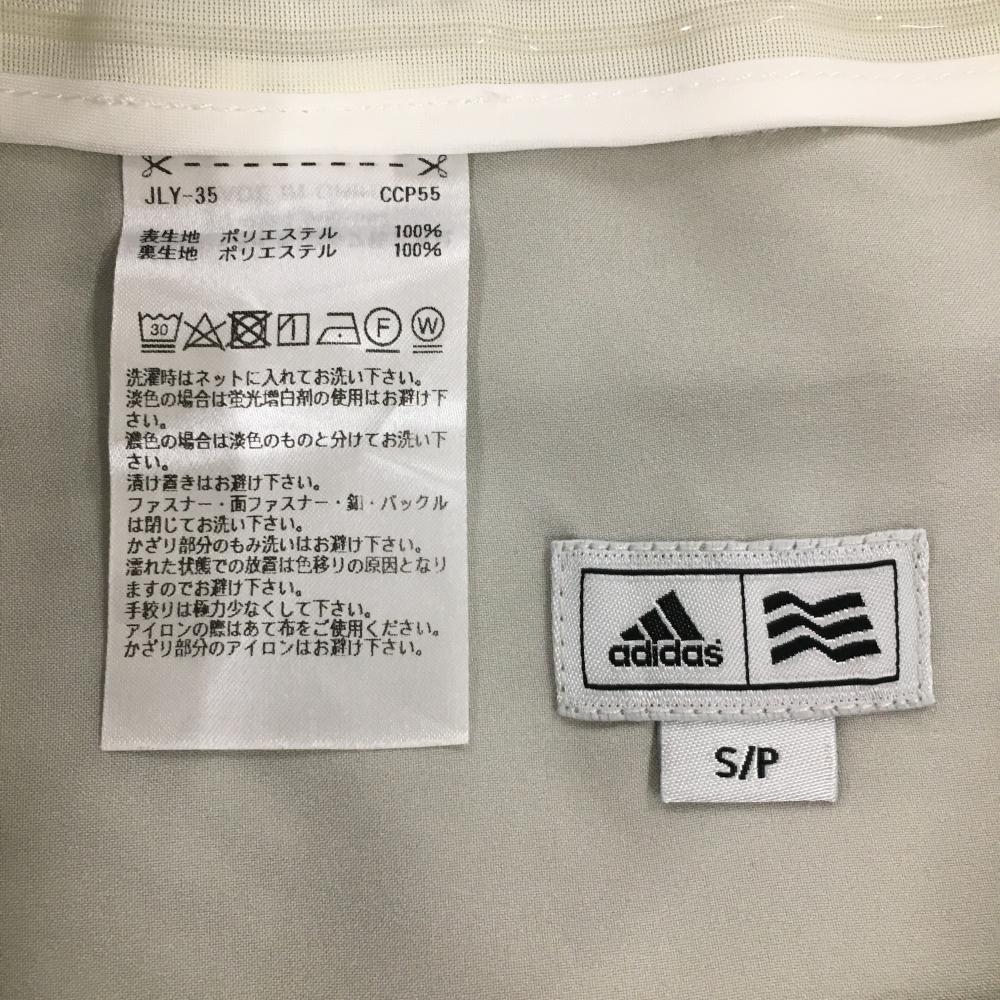 JLY-35 CCP55
表生地 ポリエステル 100%
裏生地 ポリエステル 100%
30
F
W
洗濯時はネットに入れてお洗い下さい。
淡色の場合は蛍光増白剤の使用はお避け下
さい。
濃色の場合は淡色のものと分けてお洗い下
さい。
漬け置きはお避け下さい。
ファスナー・面ファスナー・釦・バックル
は閉じてお洗い下さい。
かざり部分のもみ洗いはお避け下さい。
濡れた状態での放置は色移りの原因となり
ますのでお避け下さい。
手絞りは極力少なくして下さい。
アイロンの際はあて布をご使用ください。
かざり部分のアイロンはお避け下さい。
adidas
S/P